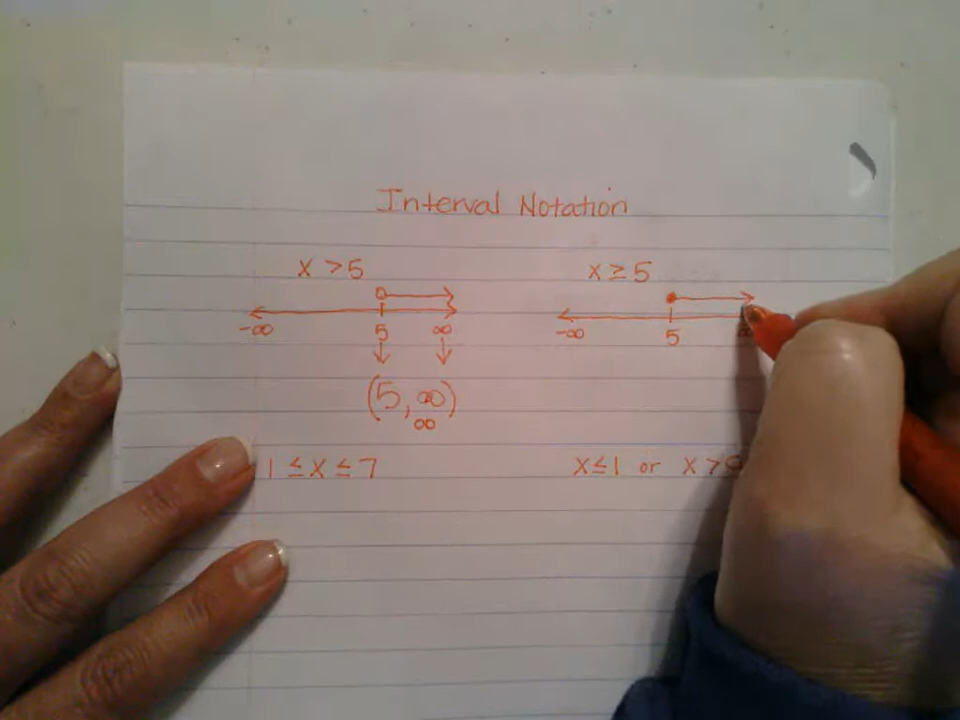 Interval Notation
x > 5
x ≥ 5
-∞ 5 ∞
-∞ 5
(5, ∞)
∞
1 ≤ x ≤ 7
x ≤ 1 or x >